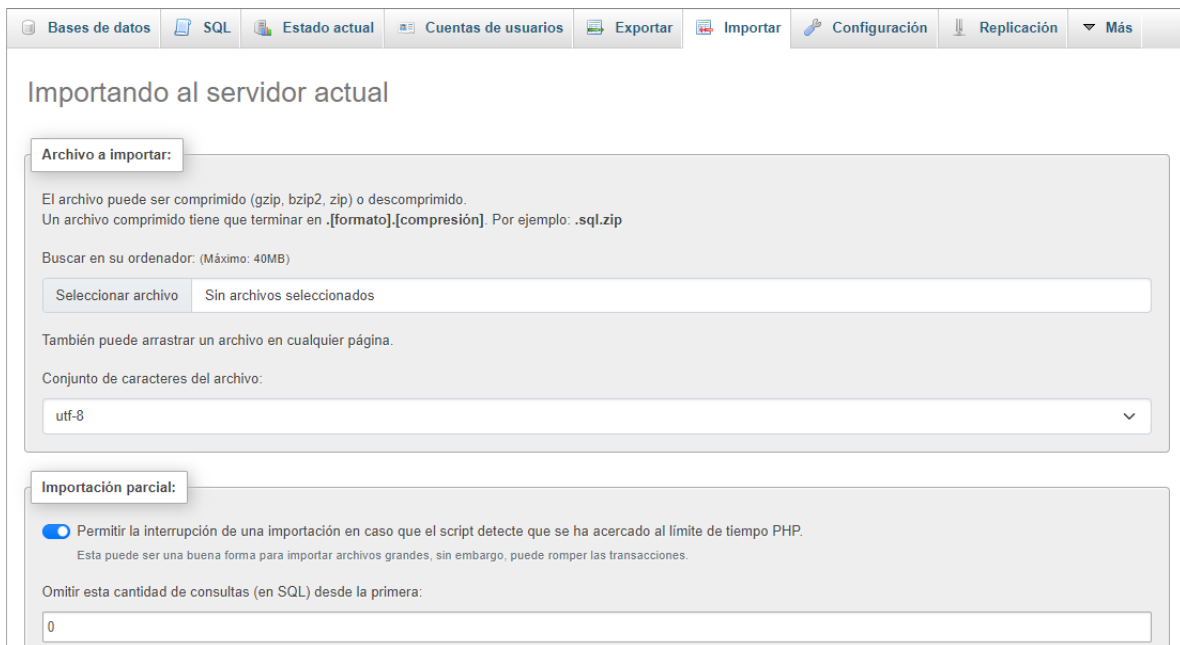 Bases de datos SQL Estado actual Cuentas de usuarios Exportar Importar Configuración Replicación Más
Importando al servidor actual
Archivo a importar:
El archivo puede ser comprimido (gzip, bzip2, zip) o descomprimido.
Un archivo comprimido tiene que terminar en .[formato].[compresión]. Por ejemplo: .sql.zip
Buscar en su ordenador: (Máximo: 40MB)
Seleccionar archivo Sin archivos seleccionados
También puede arrastrar un archivo en cualquier página.
Conjunto de caracteres del archivo:
utf-8
Importación parcial:
Permitir la interrupción de una importación en caso que el script detecte que se ha acercado al límite de tiempo PHP.
Esta puede ser una buena forma para importar archivos grandes, sin embargo, puede romper las transacciones.
Omitir esta cantidad de consultas (en SQL) desde la primera:
0